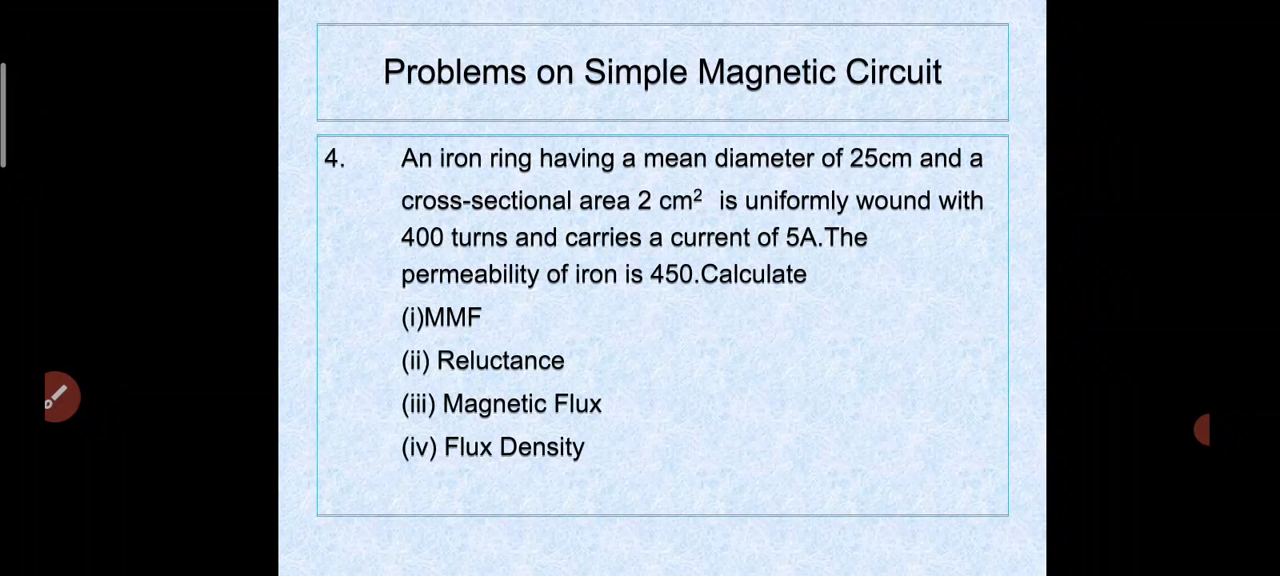 Problems on Simple Magnetic Circuit
4. An iron ring having a mean diameter of 25cm and a
cross-sectional area 2 cm² is uniformly wound with
400 turns and carries a current of 5A.The
permeability of iron is 450.Calculate
(i)MMF
(ii) Reluctance
(iii) Magnetic Flux
(iv) Flux Density